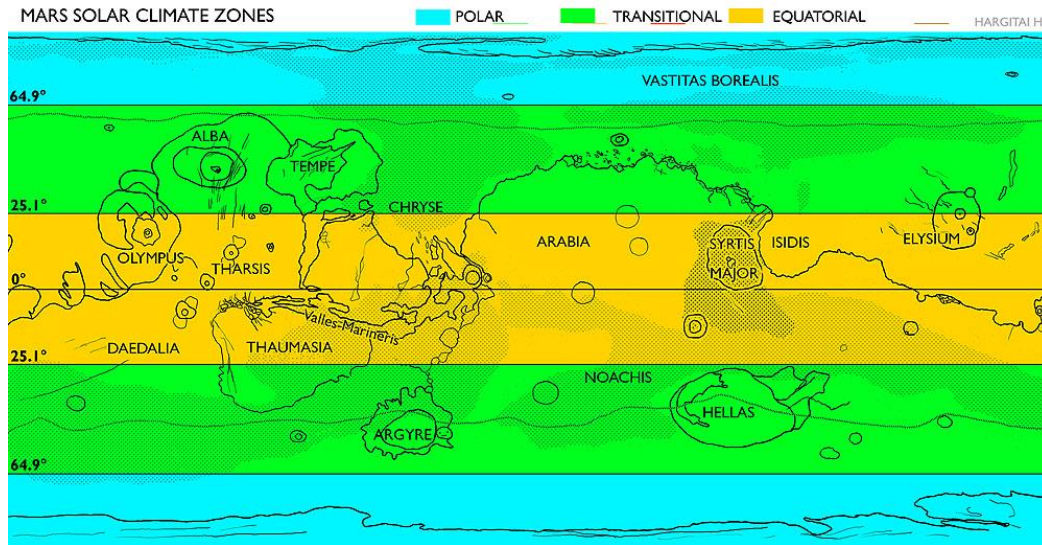 MARS SOLAR CLIMATE ZONES POLAR TRANSITIONAL EQUATORIAL HARGITAI H
VASTITAS BOREALIS
64.9°
ALBA
TEMPE
CHRYSE
25.1°
ARABIA SYRTIS ISIDIS ELYSIUM
OLYMPUS THARSIS MAJOR
0°
Valles-Marineris
DAEDALIA THAUMASIA
25.1°
NOACHIS
HELLAS
ARGYRE
64.9°